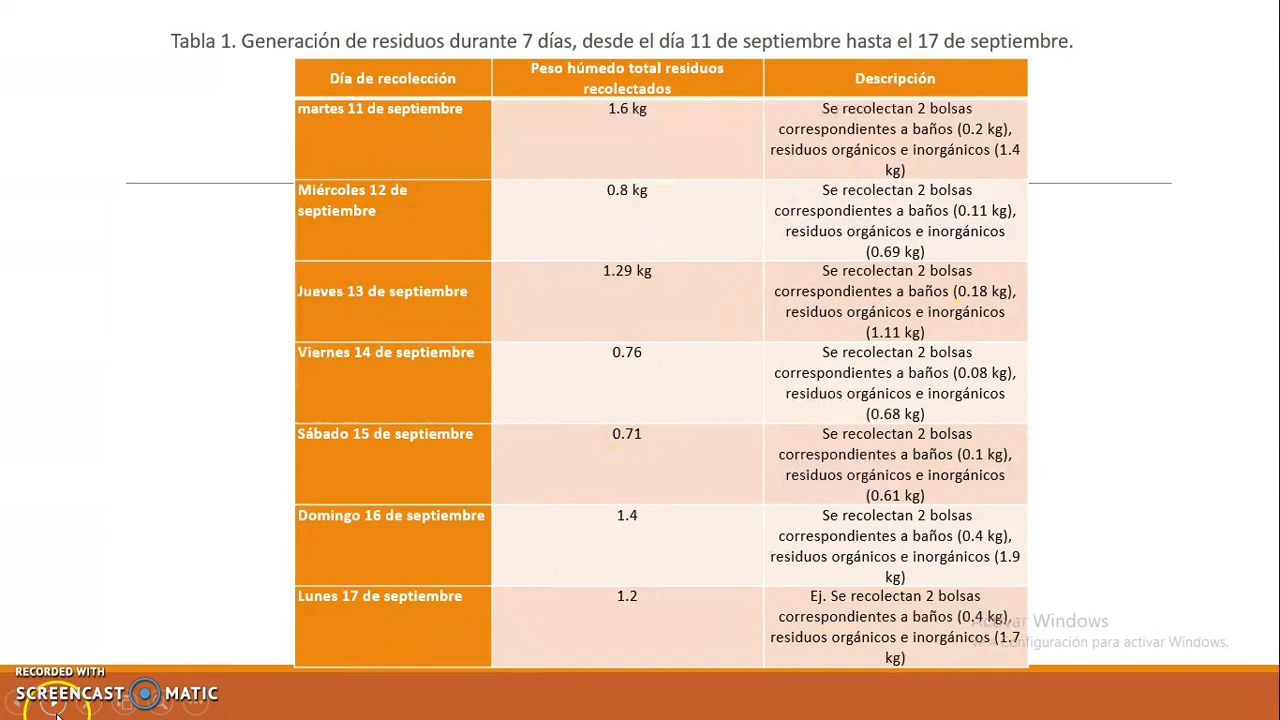 Tabla 1. Generación de residuos durante 7 días, desde el día 11 de septiembre hasta el 17 de septiembre.
Día de recolección
Peso húmedo total residuos
recolectados
Descripción
martes 11 de septiembre
1.6 kg
Se recolectan 2 bolsas
correspondientes a baños (0.2 kg),
residuos orgánicos e inorgánicos (1.4
kg)
Miércoles 12 de
septiembre
0.8 kg
Se recolectan 2 bolsas
correspondientes a baños (0.11 kg),
residuos orgánicos e inorgánicos
(0.69 kg)
Jueves 13 de septiembre
1.29 kg
Se recolectan 2 bolsas
correspondientes a baños (0.18 kg),
residuos orgánicos e inorgánicos
(1.11 kg)
Viernes 14 de septiembre
0.76
Se recolectan 2 bolsas
correspondientes a baños (0.08 kg),
residuos orgánicos e inorgánicos
(0.68 kg)
Sábado 15 de septiembre
0.71
Se recolectan 2 bolsas
correspondientes a baños (0.1 kg),
residuos orgánicos e inorgánicos
(0.61 kg)
Domingo 16 de septiembre
1.4
Se recolectan 2 bolsas
correspondientes a baños (0.4 kg),
residuos orgánicos e inorgánicos (1.9
kg)
Lunes 17 de septiembre
1.2
Ej. Se recolectan 2 bolsas
correspondientes a baños (0.4 kg),
residuos orgánicos e inorgánicos (1.7
kg)
Activar Windows
Configuración para activar Windows.
RECORDED WITH
SCREENCAST MATIC